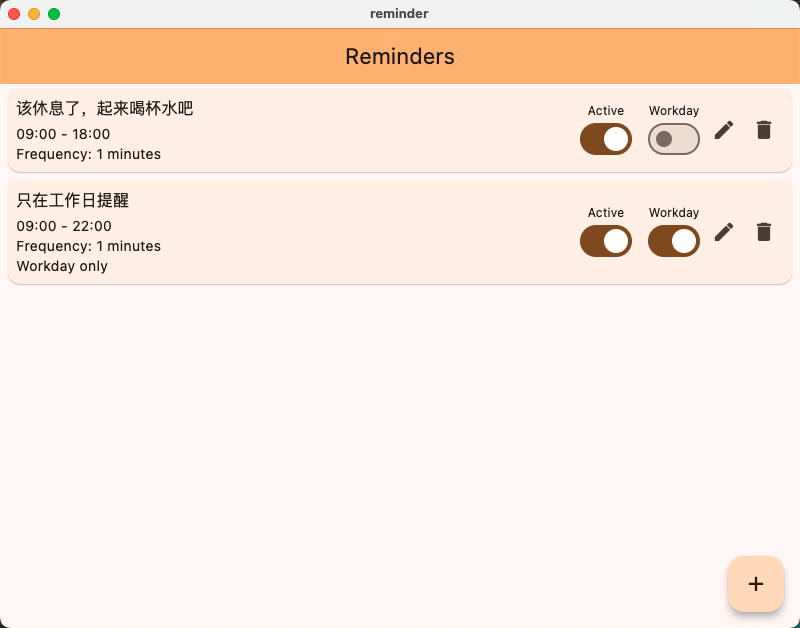 reminder
Reminders
该休息了，起来喝杯水吧
09:00 - 18:00
Frequency: 1 minutes
Active
Workday
只在工作日提醒
09:00 - 22:00
Frequency: 1 minutes
Workday only
Active
Workday
+